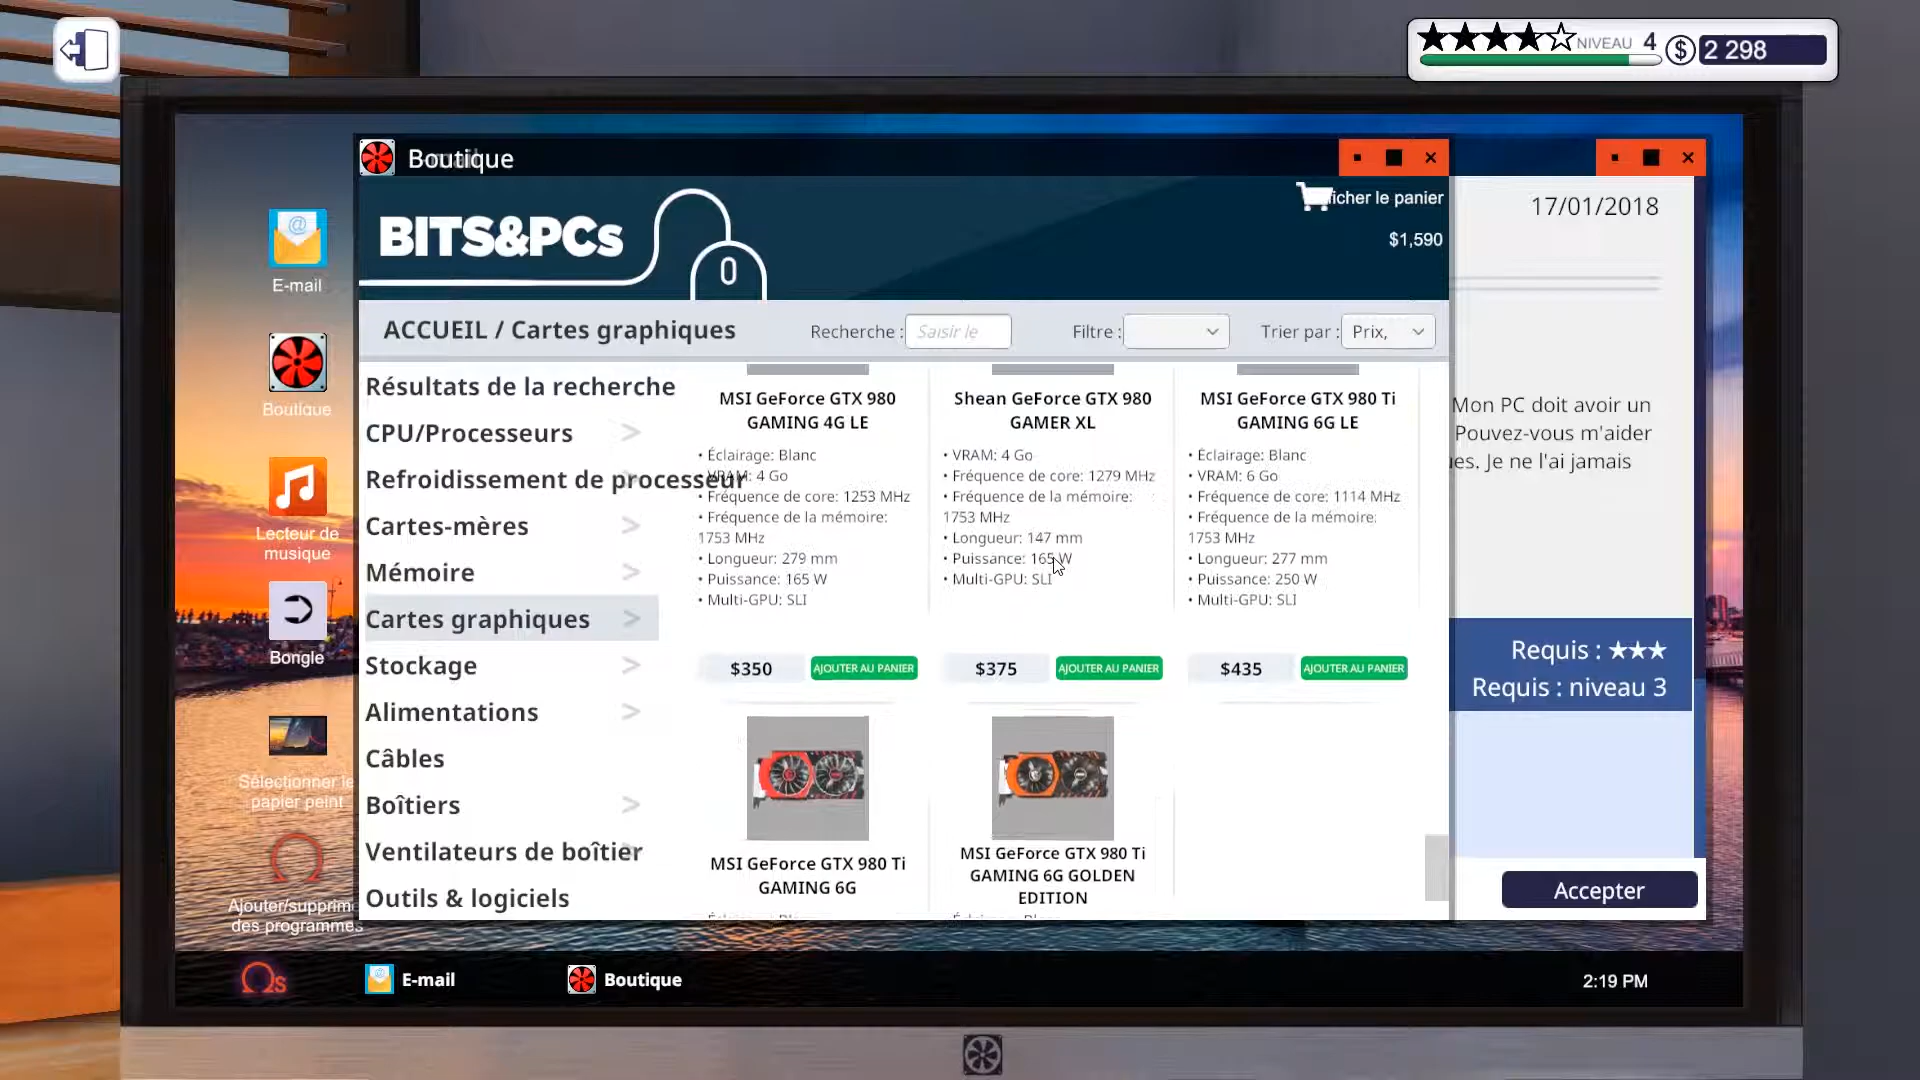 NIVEAU 4
2 298
Boutique
BITS&PCs
icher le panier
$1,590
17/01/2018
ACCUEIL / Cartes graphiques
Recherche :
Saisir le
Filtre :
Trier par :
Prix,
E-mail
Boutique
Lecteur de
musique
Bongle
Sélectionner le
papier peint
Ajouter/supprime
des programmes
Résultats de la recherche
CPU/Processeurs
Refroidissement de processeur
Cartes-mères
Mémoire
Cartes graphiques
Stockage
Alimentations
Câbles
Boîtiers
Ventilateurs de boîtier
Outils & logiciels
MSI GeForce GTX 980
GAMING 4G LE
• Éclairage: Blanc
• VRAM: 4 Go
• Fréquence de core: 1253 MHz
• Fréquence de la mémoire:
1753 MHz
• Longueur: 279 mm
• Puissance: 165 W
• Multi-GPU: SLI
$350
AJOUTER AU PANIER
Shean GeForce GTX 980
GAMER XL
• VRAM: 4 Go
• Fréquence de core: 1279 MHz
• Fréquence de la mémoire:
1753 MHz
• Longueur: 147 mm
• Puissance: 165 W
• Multi-GPU: SLI
$375
AJOUTER AU PANIER
MSI GeForce GTX 980 Ti
GAMING 6G LE
• Éclairage: Blanc
• VRAM: 6 Go
• Fréquence de core: 1114 MHz
• Fréquence de la mémoire:
1753 MHz
• Longueur: 277 mm
• Puissance: 250 W
• Multi-GPU: SLI
$435
AJOUTER AU PANIER
MSI GeForce GTX 980 Ti
GAMING 6G
MSI GeForce GTX 980 Ti
GAMING 6G GOLDEN
EDITION
Mon PC doit avoir un
Pouvez-vous m'aider
es. Je ne l'ai jamais
Requis : ★★★
Requis : niveau 3
Accepter
Ωs
E-mail
Boutique
2:19 PM